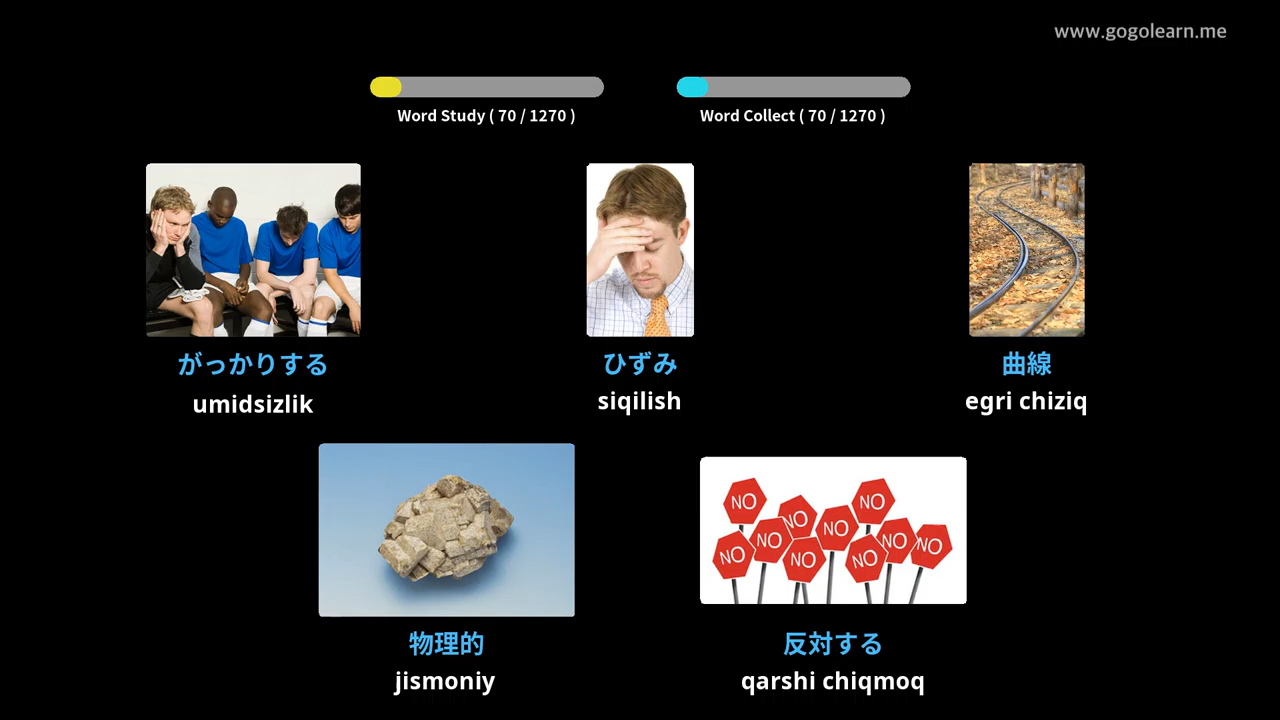 www.gogolearn.me
Word Study ( 70 / 1270 )
Word Collect ( 70 / 1270 )
がっかりする
umidsizlik
ひずみ
siqilish
曲線
egri chiziq
NO
NO
NO
NO
NO
NO
NO
NO
NO
NO
物理的
jismoniy
反対する
qarshi chiqmoq